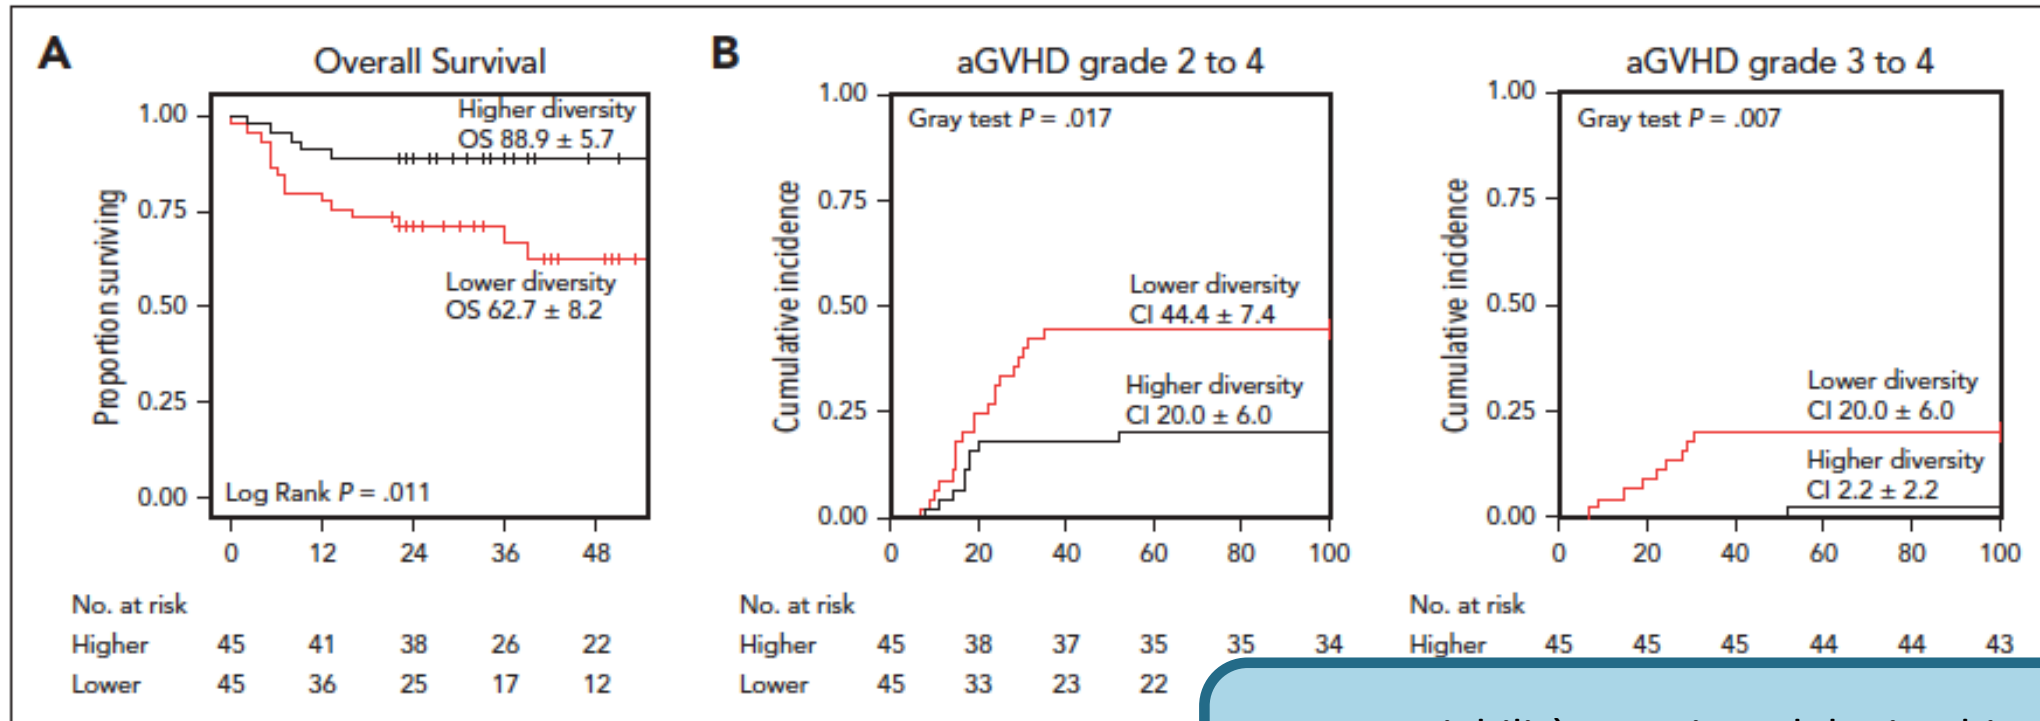 A
Overall Survival
Proportion surviving
1.00
0.75
0.50
0.25
0.00
Higher diversity
OS 88.9 ± 5.7
Lower diversity
OS 62.7 ± 8.2
Log Rank P = .011
0 12 24 36 48
No. at risk
Higher 45 41 38 26 22
Lower 45 36 25 17 12
B
aGVHD grade 2 to 4
Cumulative incidence
1.00
0.75
0.50
0.25
0.00
Gray test P = .017
Lower diversity
CI 44.4 ± 7.4
Higher diversity
CI 20.0 ± 6.0
0 20 40 60 80 100
No. at risk
Higher 45 38 37 35 35 34
Lower 45 33 23 22
aGVHD grade 3 to 4
Cumulative incidence
1.00
0.75
0.50
0.25
0.00
Gray test P = .007
Lower diversity
CI 20.0 ± 6.0
Higher diversity
CI 2.2 ± 2.2
0 20 40 60 80 100
No. at risk
Higher 45 45 45 44 44 43